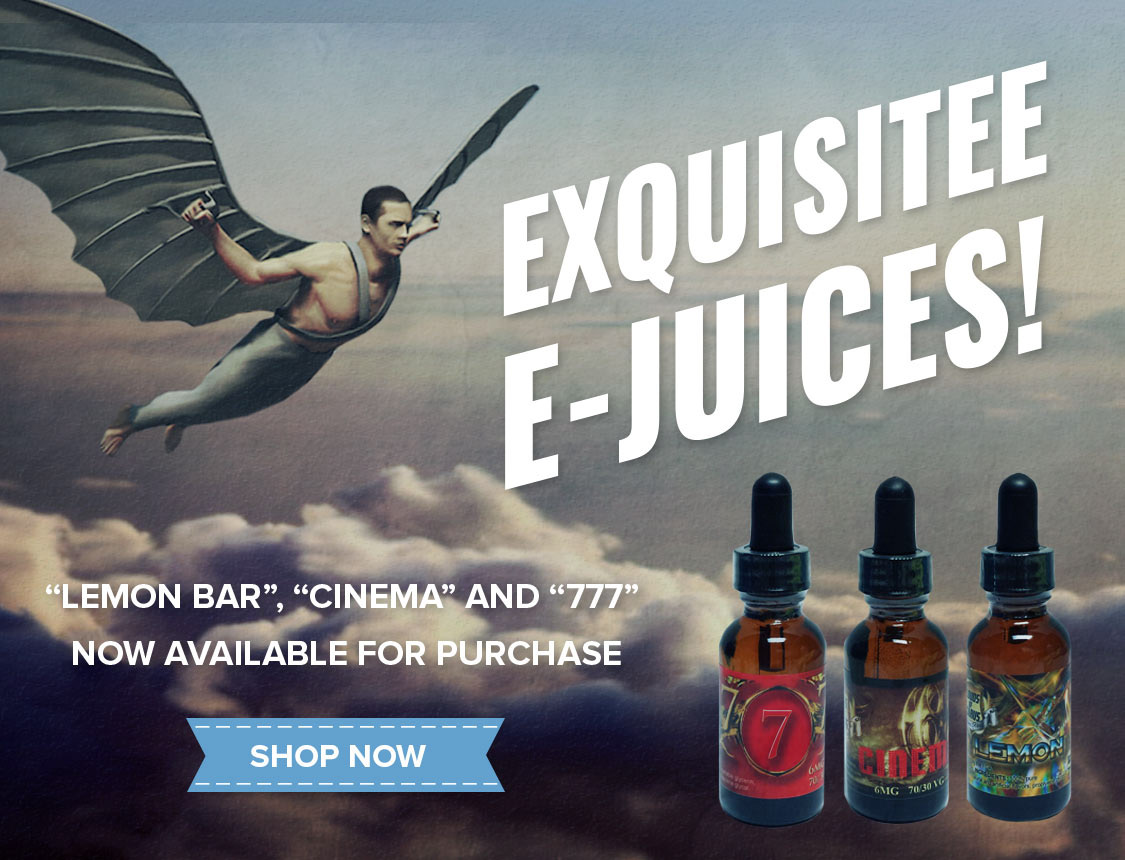 EXQUISITEE
E-JUICES!
“LEMON BAR”, “CINEMA” AND “777”
NOW AVAILABLE FOR PURCHASE
SHOP NOW
7
7
CINEM
6MG 70/30 VG
LEMON